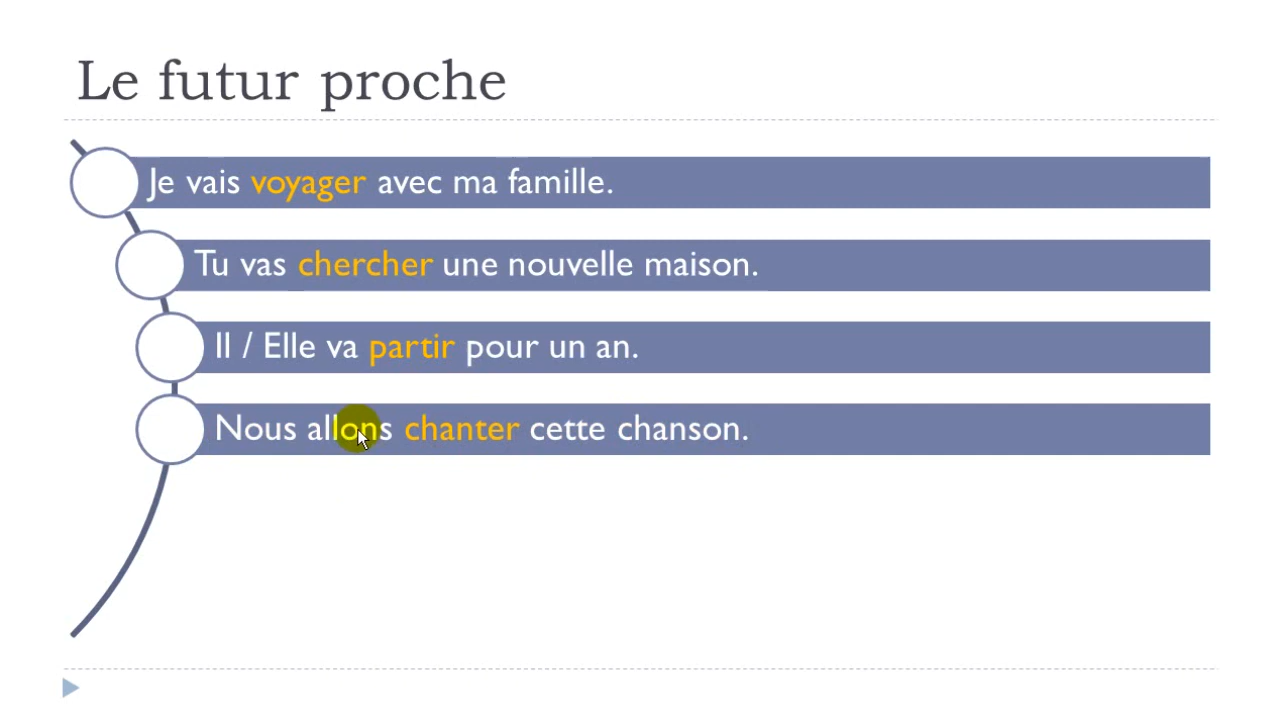 Le futur proche
Je vais voyager avec ma famille.
Tu vas chercher une nouvelle maison.
Il / Elle va partir pour un an.
Nous allons chanter cette chanson.